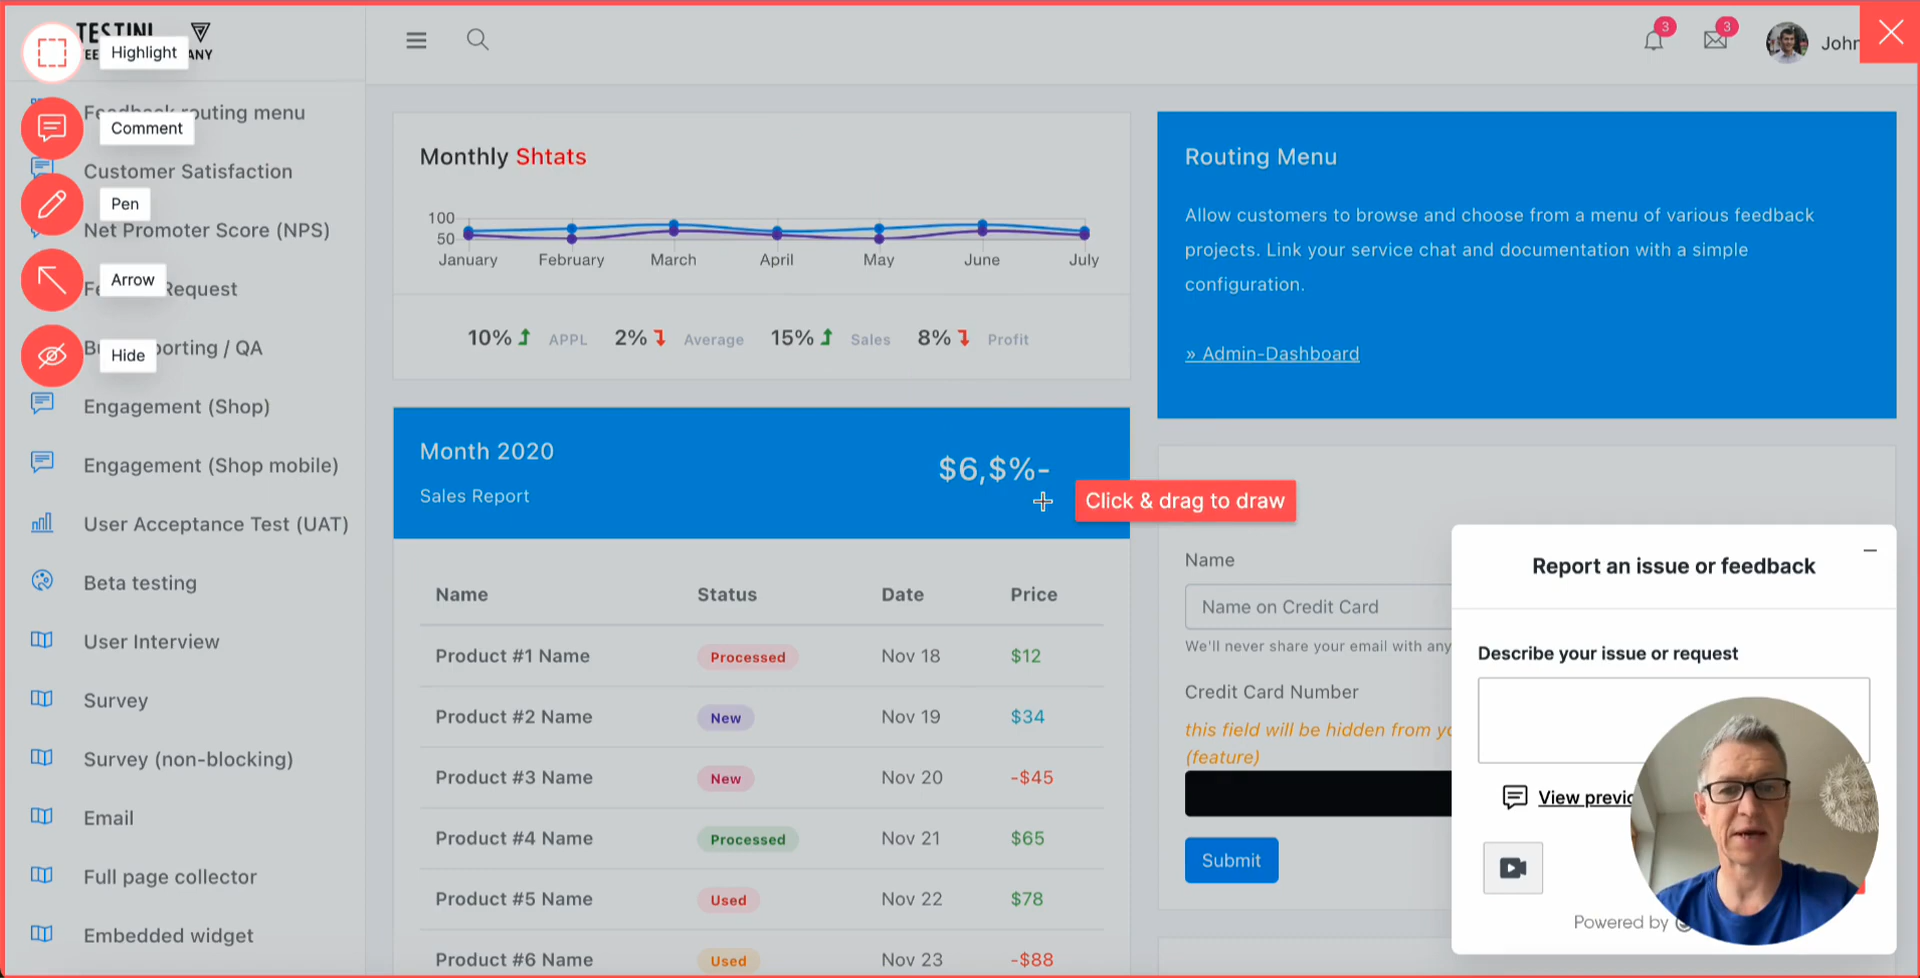 TESTINI
ANY
Highlight
Comment
Pen
Arrow
Hide
Feedback routing menu
Customer Satisfaction
Net Promoter Score (NPS)
Request
orting / QA
Engagement (Shop)
Engagement (Shop mobile)
User Acceptance Test (UAT)
Beta testing
User Interview
Survey
Survey (non-blocking)
Email
Full page collector
Embedded widget
3
3
John
Monthly Shtats
100
50
January February March April May June July
10% APPL 2% Average 15% Sales 8% Profit
Routing Menu
Allow customers to browse and choose from a menu of various feedback
projects. Link your service chat and documentation with a simple
configuration.
» Admin-Dashboard
Month 2020
Sales Report
$6,$%-
Click & drag to draw
Name Status Date Price
Product #1 Name Processed Nov 18 $12
Product #2 Name New Nov 19 $34
Product #3 Name New Nov 20 -$45
Product #4 Name Processed Nov 21 $65
Product #5 Name Used Nov 22 $78
Product #6 Name Used Nov 23 -$88
Name
Name on Credit Card
We'll never share your email with any
Credit Card Number
this field will be hidden from yo
(feature)
Submit
Report an issue or feedback
Describe your issue or request
View previo
Powered by